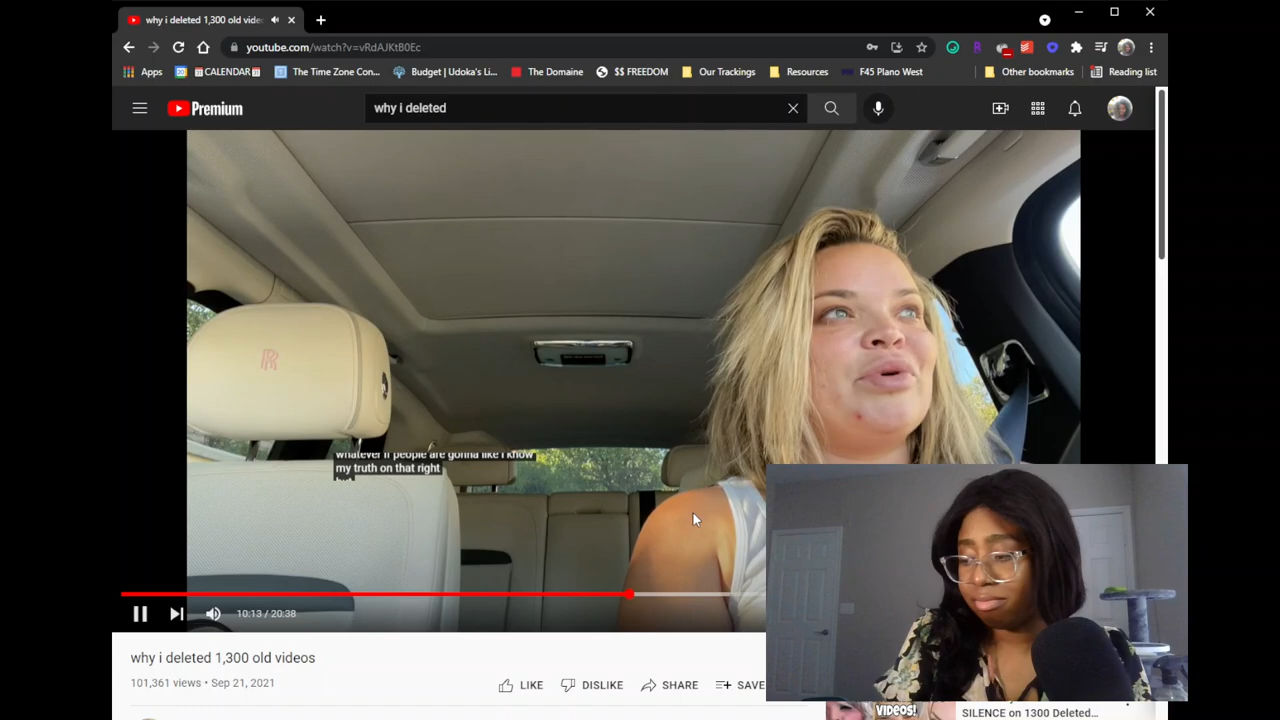 why i deleted 1,300 old vide
youtube.com/watch?v=vRdAJKtB0Ec
Apps
CALENDAR
The Time Zone Con...
Budget | Udoka's Li...
The Domaine
$$ FREEDOM
Our Trackings
Resources
F45 Plano West
Other bookmarks
Reading list
Premium
why i deleted
RR
whatever if people are gonna like i know
my truth on that right
10:13 / 20:38
why i deleted 1,300 old videos
101,361 views • Sep 21, 2021
LIKE
DISLIKE
SHARE
SAVE
VIDEOS!
SILENCE on 1300 Deleted...